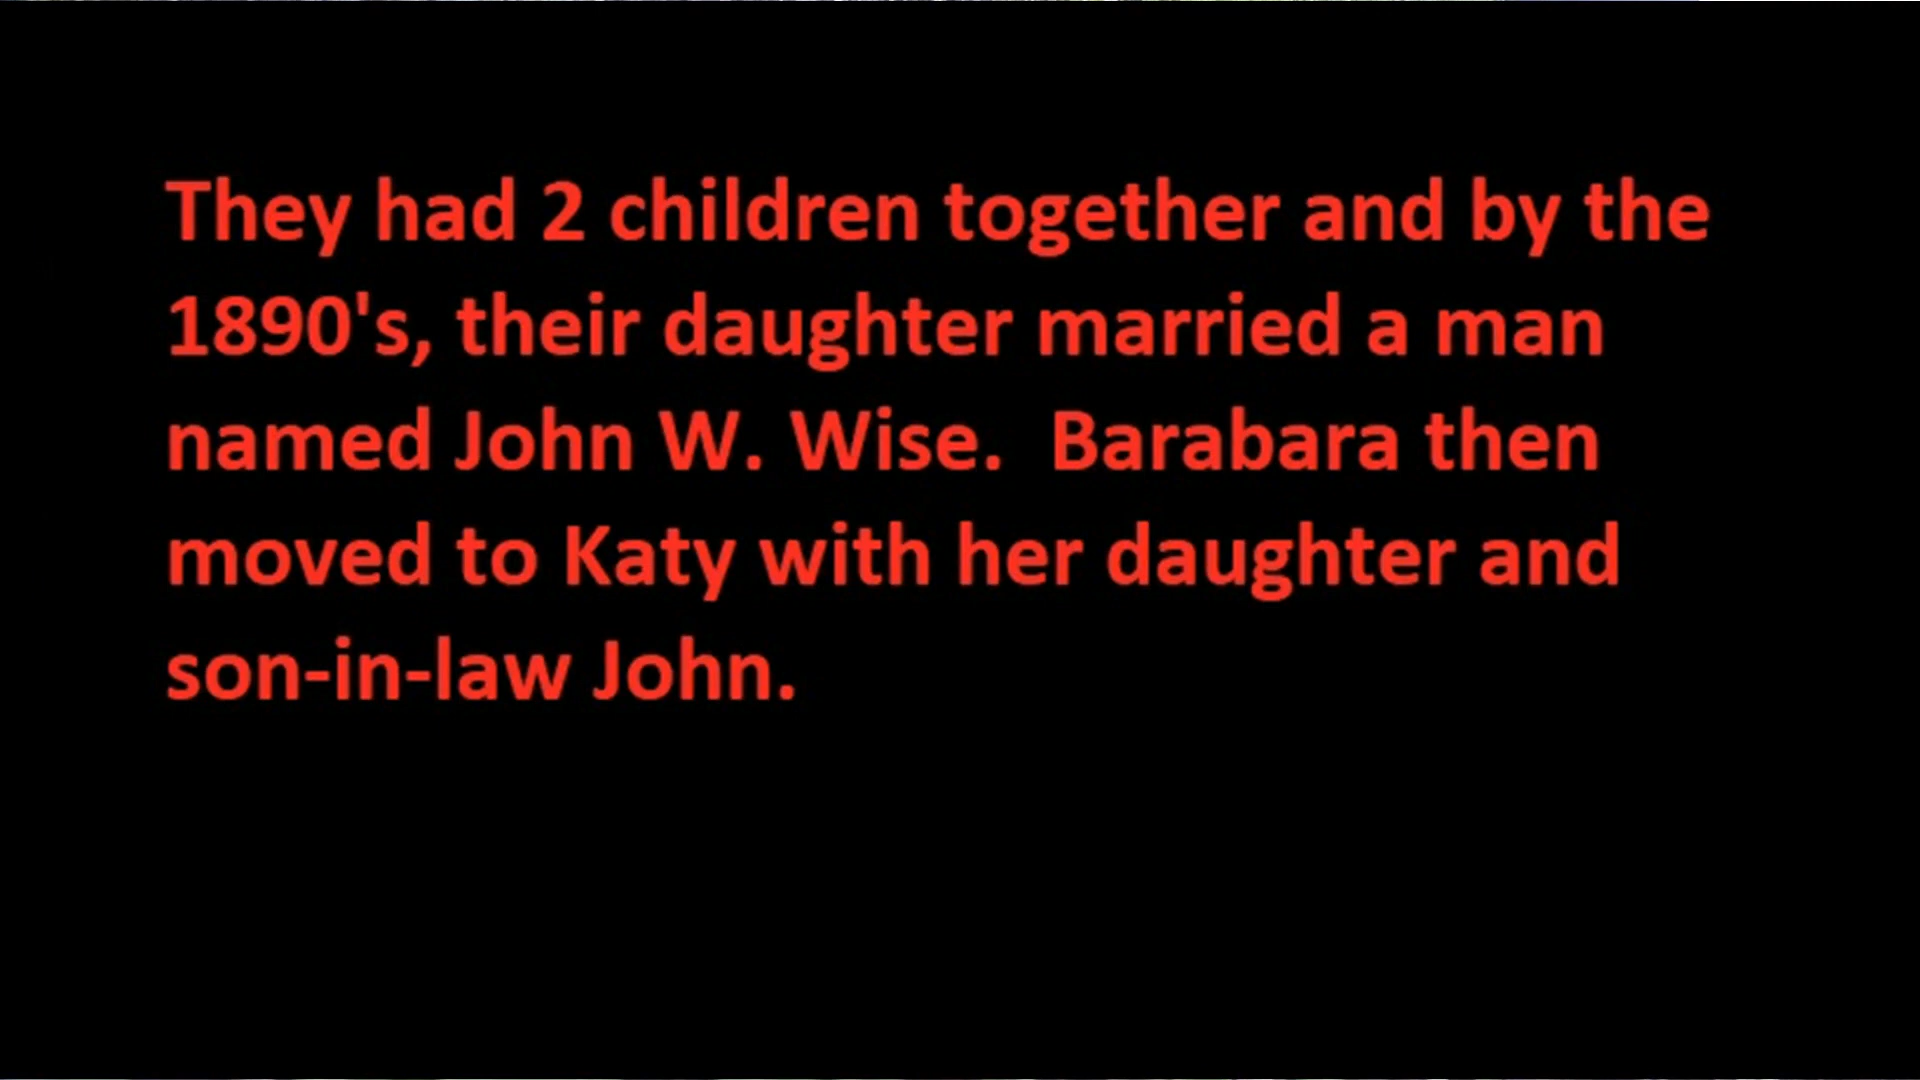 They had 2 children together and by the
1890's, their daughter married a man
named John W. Wise.  Barabara then
moved to Katy with her daughter and
son-in-law John.